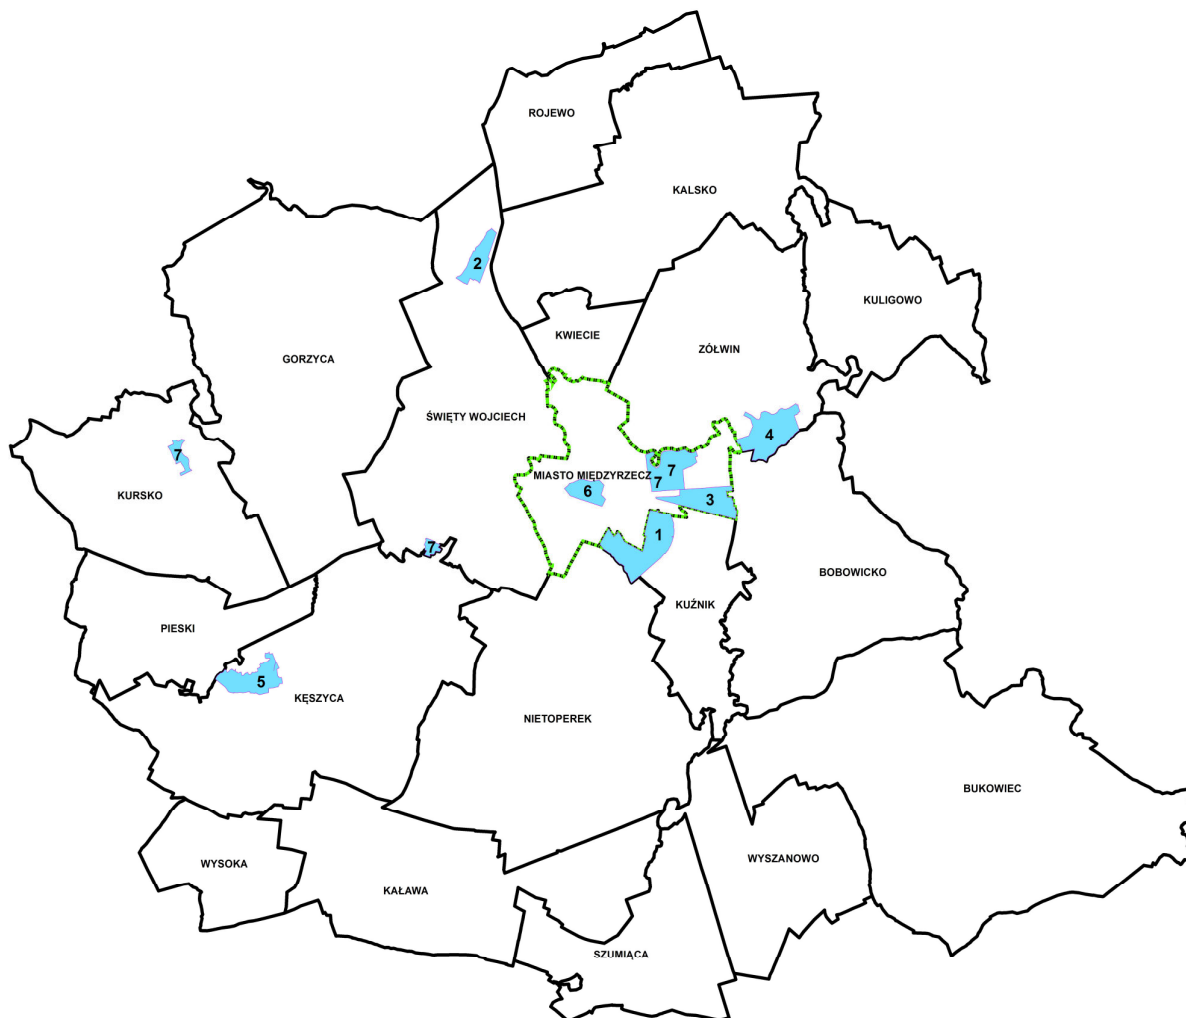 ROJEWO
KALSKO
2
KULIGOWO
KWIECIE
ZÓŁWIN
GORZYCA
ŚWIĘTY WOJCIECH
4
7
MIASTO MIĘDZYRZECZ
7
7
6
3
KURSKO
1
7
BOBOWICKO
KUŹNIK
PIESKI
5
KĘSZYCA
NIETOPEREK
BUKOWIEC
WYSZANOWO
WYSOKA
KAŁAWA
SZUMIĄCA